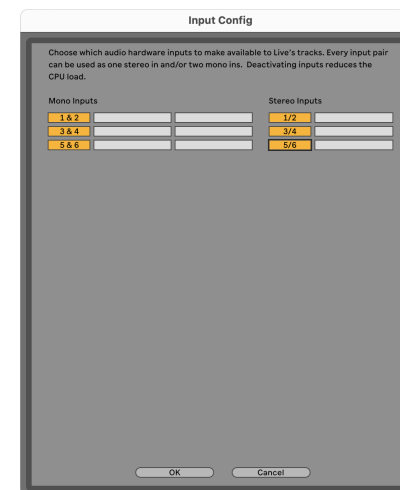 Input Config
Choose which audio hardware inputs to make available to Live's tracks. Every input pair
can be used as one stereo in and/or two mono ins. Deactivating inputs reduces the
CPU load.
Mono Inputs Stereo Inputs
1 & 2 1/2
3 & 4 3/4
5 & 6 5/6
OK Cancel